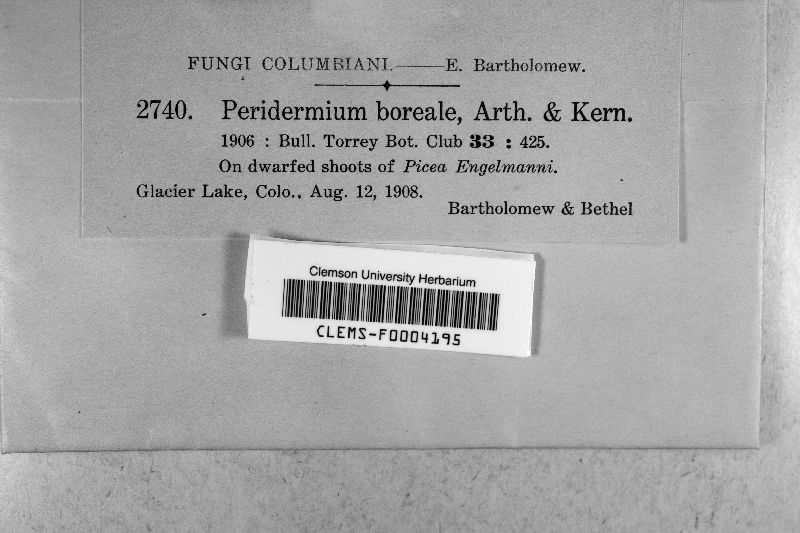 FUNGI COLUMBIANI.——E. Bartholomew.
2740. Peridermium boreale, Arth. & Kern.
1906 : Bull. Torrey Bot. Club 33 : 425.
On dwarfed shoots of Picea Engelmanni.
Glacier Lake, Colo., Aug. 12, 1908.
Bartholomew & Bethel
Clemson University Herbarium
CLEMS-F0004195